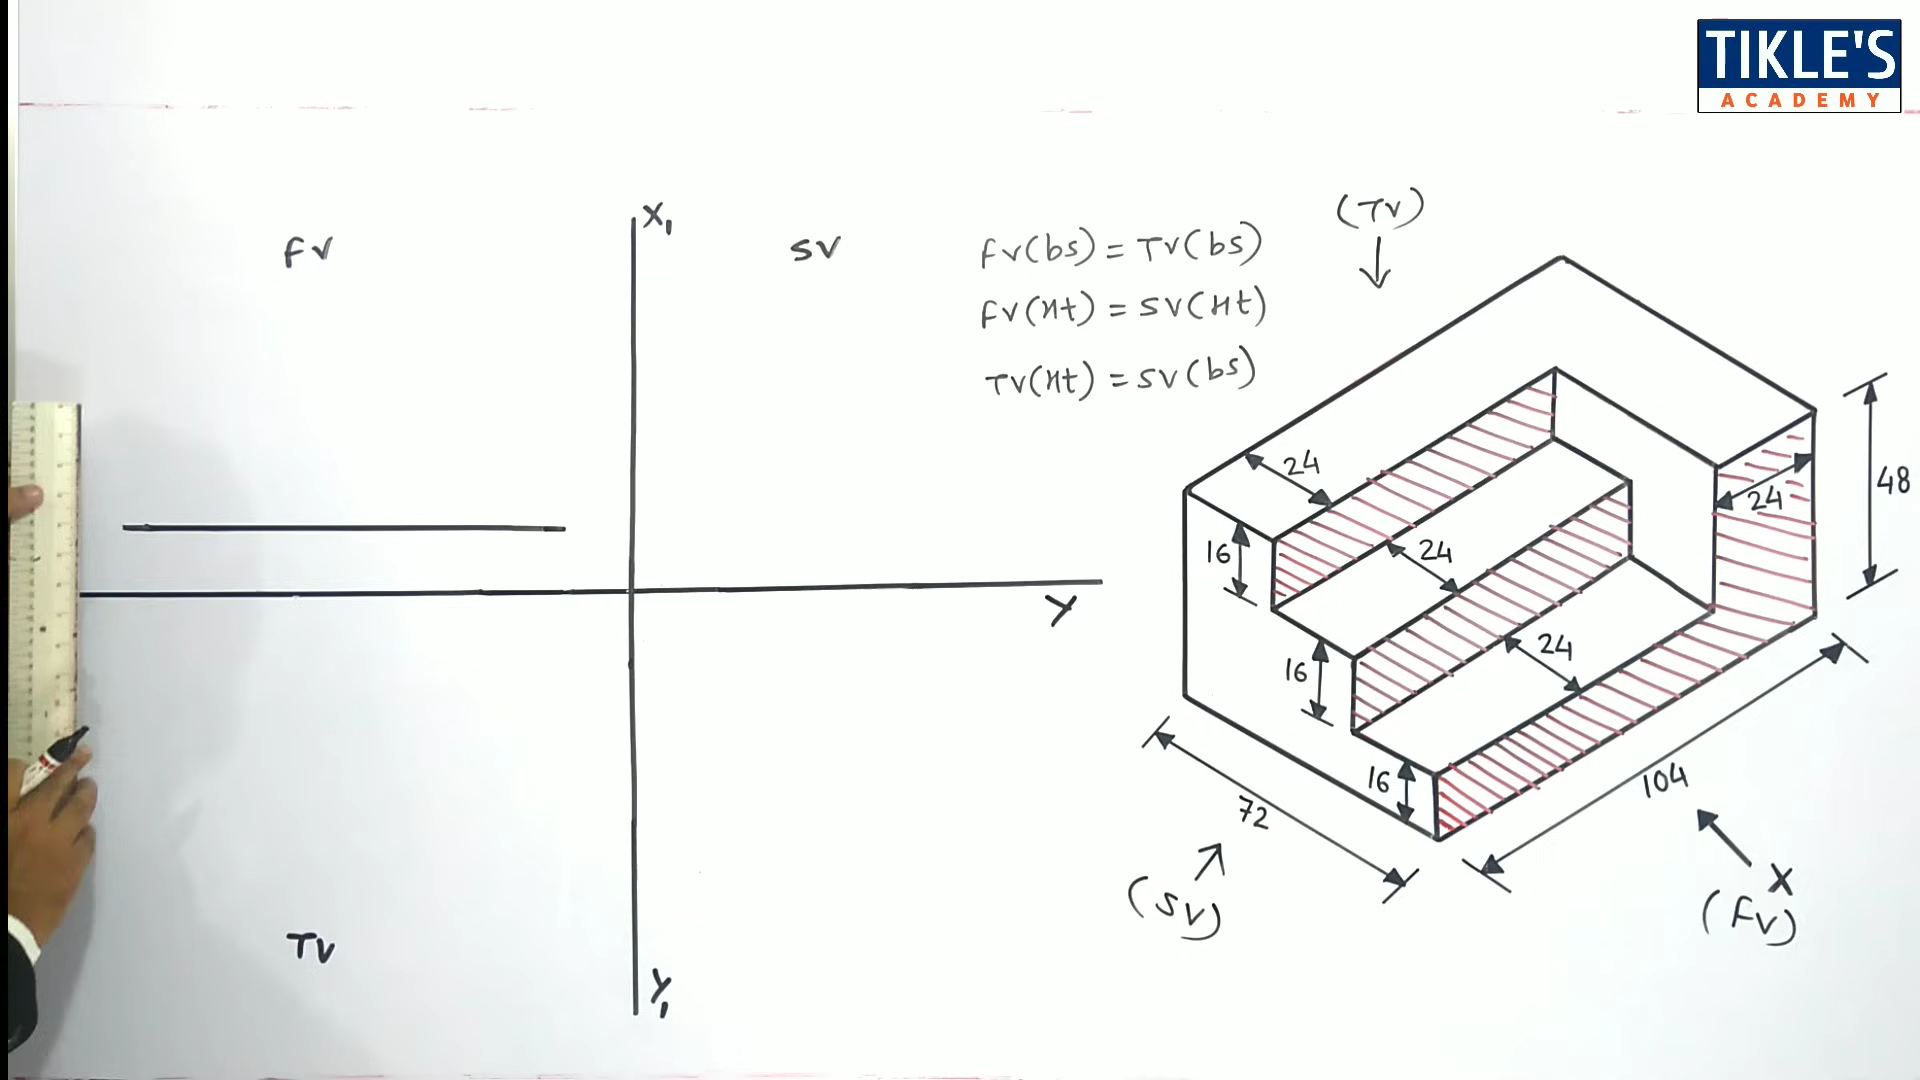 TIKLE'S
ACADEMY
FV
X1
SV
FV(bs) = TV(bs)
FV(Ht) = SV(Ht)
TV(Ht) = SV(bs)
(TV)
24
24
48
16
24
24
16
16
72
104
Y
X
(SV)
(FV)
TV
Y1